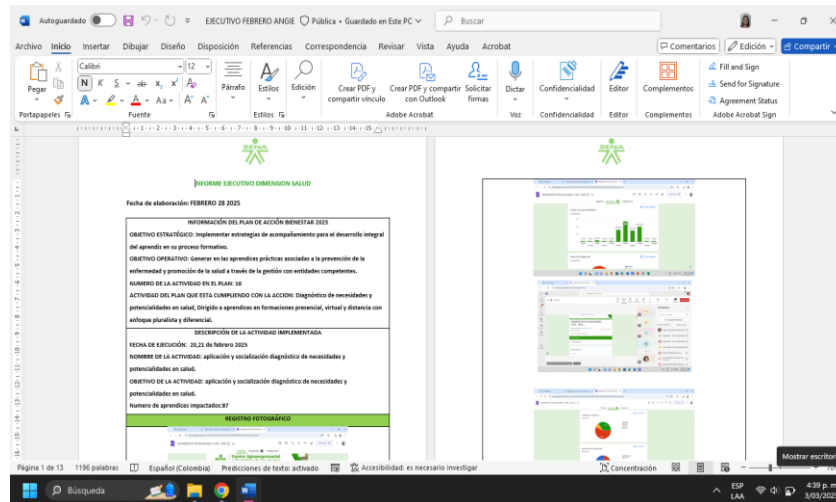 Autoguardado
EJECUTIVO FEBRERO ANGIE
Pública • Guardado en Este PC
Buscar
Archivo Inicio Insertar Dibujar Diseño Disposición Referencias Correspondencia Revisar Vista Ayuda Acrobat
Comentarios Edición Compartir
Pegar
Calibri 12
N K S ab x₂ x²
Aa
Párrafo
Estilos
Edición
Crear PDF y compartir vínculo
Crear PDF y compartir con Outlook
Solicitar firmas
Dictar
Confidencialidad
Editor
Complementos
Fill and Sign
Send for Signature
Agreement Status
Portapapeles Fuente Estilos Adobe Acrobat Voz Confidencialidad Editor Complementos Adobe Acrobat Sign
SENA
INFORME EJECUTIVO DIMENSION SALUD
Fecha de elaboración: FEBRERO 28 2025
INFORMACIÓN DEL PLAN DE ACCIÓN BIENESTAR 2025
OBJETIVO ESTRATÉGICO: Implementar estrategias de acompañamiento para el desarrollo integral
del aprendiz en su proceso formativo.
OBJETIVO OPERATIVO: Generar en las aprendices prácticas asociadas a la prevención de la
enfermedad y promoción de la salud a través de la gestión con entidades competentes.
NUMERO DE LA ACTIVIDAD EN EL PLAN: 18
ACTIVIDAD DEL PLAN QUE ESTA CUMPLIENDO CON LA ACCION: Diagnóstico de necesidades y
potencialidades en salud, Dirigido a aprendices en formaciones presencial, virtual y distancia con
enfoque pluralista y diferencial.
DESCRIPCIÓN DE LA ACTIVIDAD IMPLEMENTADA
FECHA DE EJECUCIÓN: 20,21 de febrero 2025
NOMBRE DE LA ACTIVIDAD: aplicación y socialización diagnóstico de necesidades y
potencialidades en salud.
OBJETIVO DE LA ACTIVIDAD: aplicación y socialización diagnóstico de necesidades y
potencialidades en salud.
Numero de aprendices impactados:87
REGISTRO FOTOGRÁFICO
SENA
Mostrar escritori
Página 1 de 13 1196 palabras Español (Colombia) Predicciones de texto: activado Accesibilidad: es necesario investigar Concentración
Búsqueda
ESP
LAA
4:39 p. m.